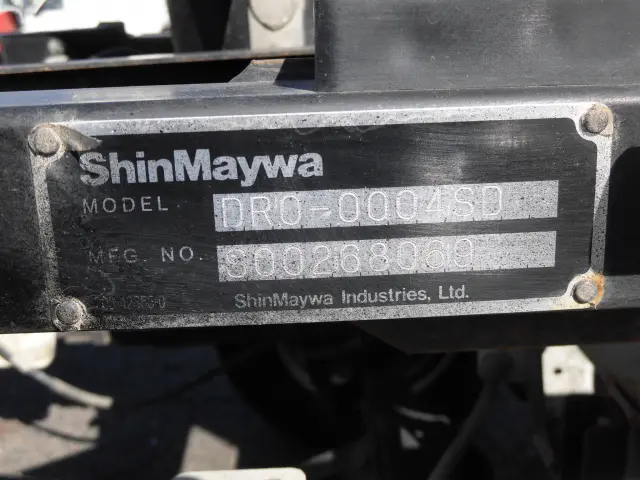 ShinMaywa
MODEL DR0-0004SD
MFG. NO. S00268060
ShinMaywa Industries, Ltd.